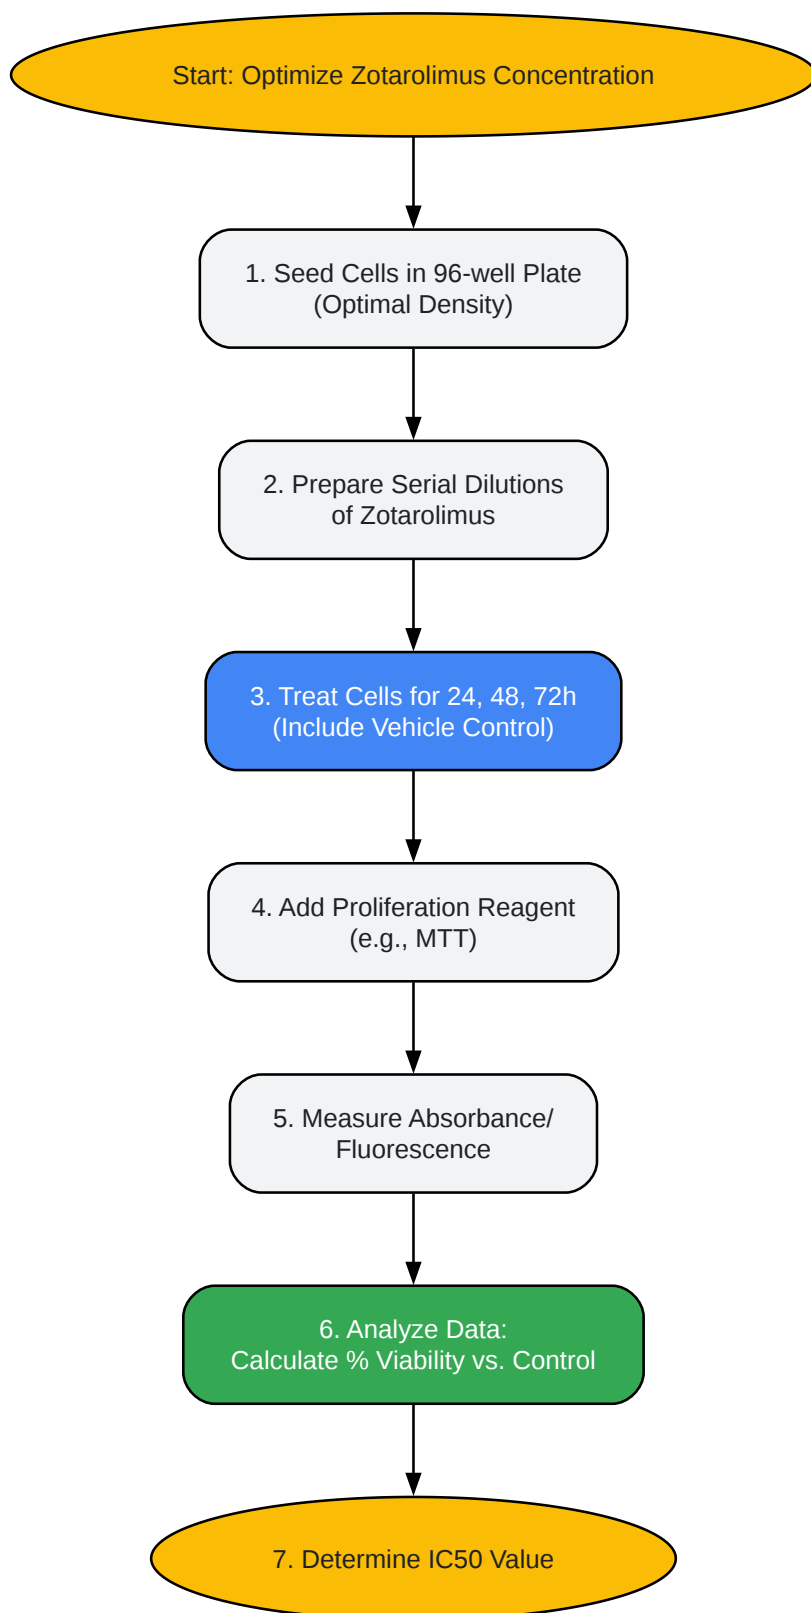 Start: Optimize Zotarolimus Concentration
1. Seed Cells in 96-well Plate
(Optimal Density)
2. Prepare Serial Dilutions
of Zotarolimus
3. Treat Cells for 24, 48, 72h
(Include Vehicle Control)
4. Add Proliferation Reagent
(e.g., MTT)
5. Measure Absorbance/
Fluorescence
6. Analyze Data:
Calculate % Viability vs. Control
7. Determine IC50 Value